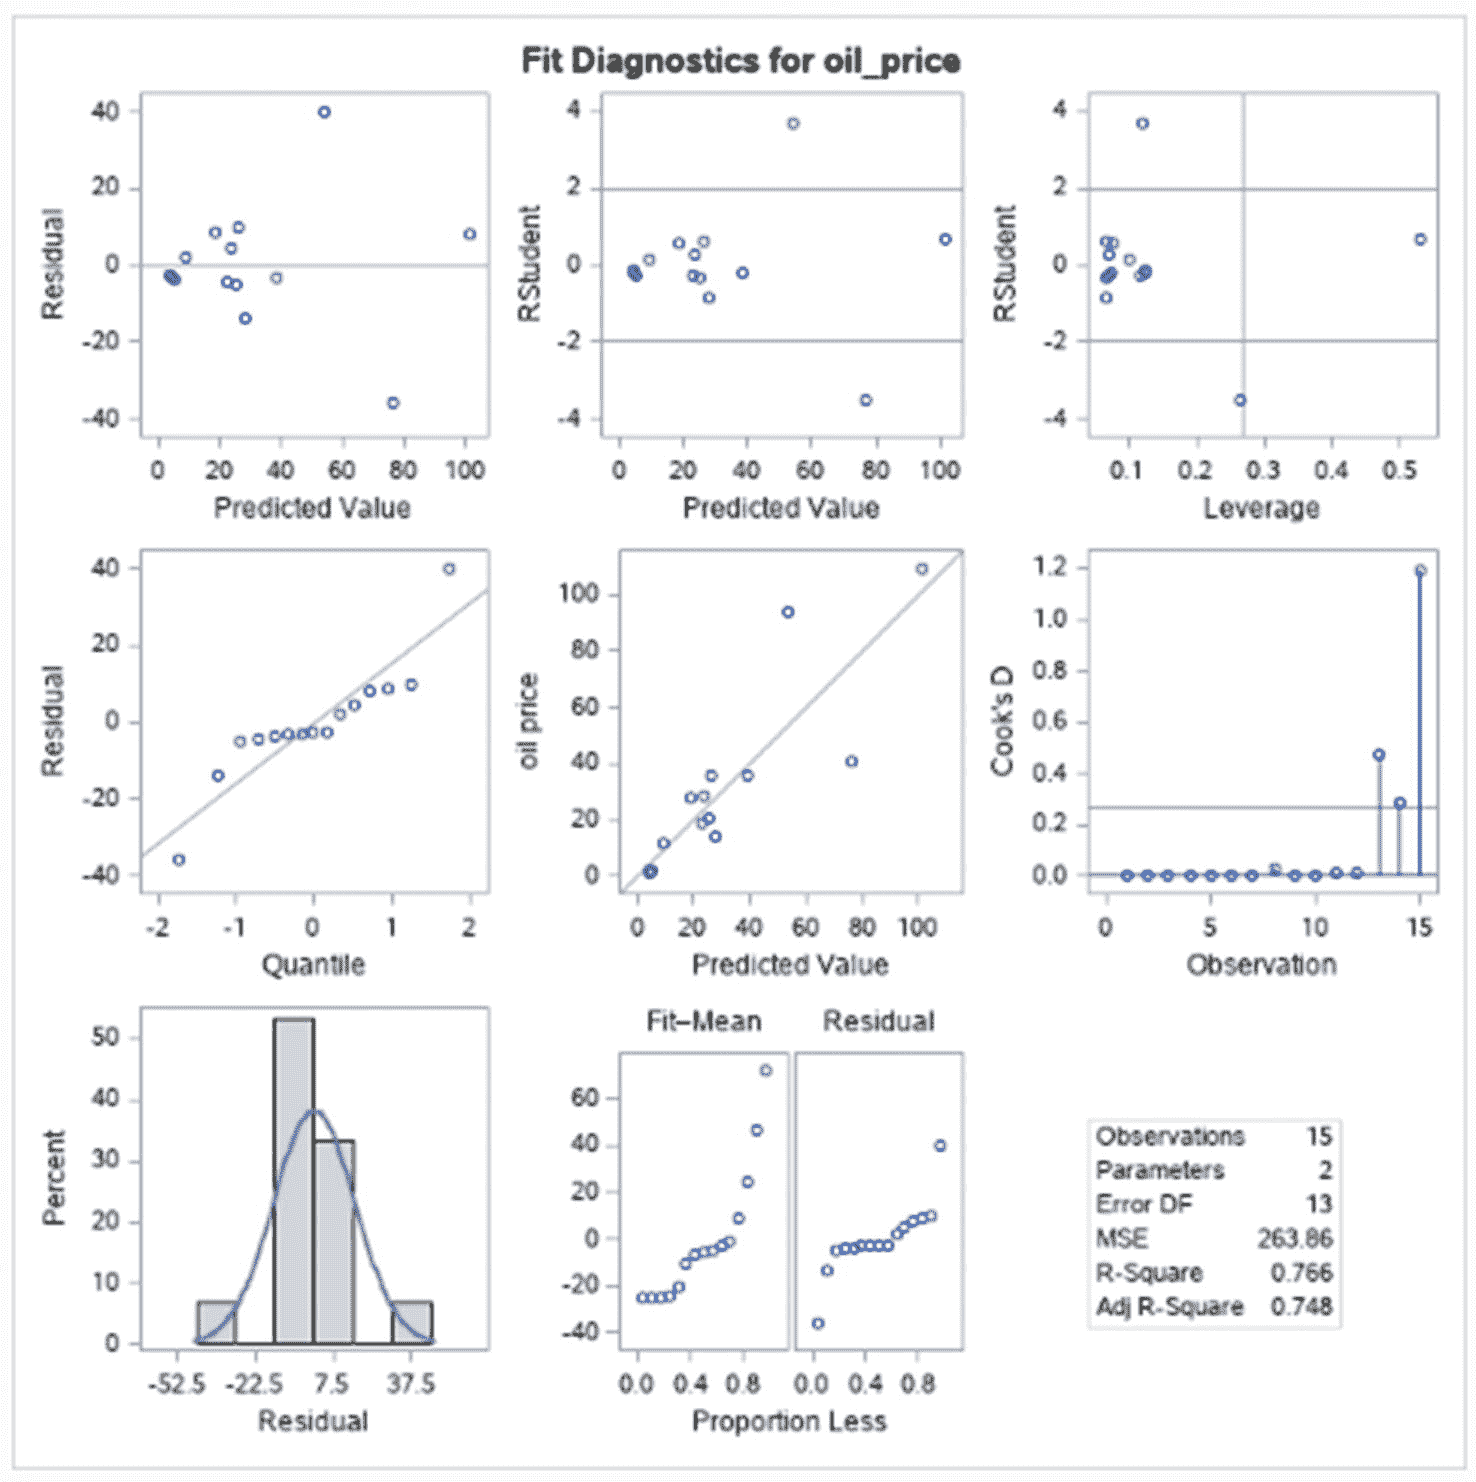 Fit Diagnostics for oil_price
Residual
40
20
0
-20
-40
0 20 40 60 80 100
Predicted Value
RStudent
4
2
0
-2
-4
0 20 40 60 80 100
Predicted Value
RStudent
4
2
0
-2
-4
0.1 0.2 0.3 0.4 0.5
Leverage
Residual
40
20
0
-20
-40
-2 -1 0 1 2
Quantile
oil price
100
80
60
40
20
0
0 20 40 60 80 100
Predicted Value
Cook's D
1.2
1.0
0.8
0.6
0.4
0.2
0.0
0 5 10 15
Observation
Percent
50
40
30
20
10
0
-52.5 -22.5 7.5 37.5
Residual
Fit–Mean Residual
60
40
20
0
-20
-40
0.0 0.4 0.8 0.0 0.4 0.8
Proportion Less
Observations 15
Parameters 2
Error DF 13
MSE 263.86
R-Square 0.766
Adj R-Square 0.748